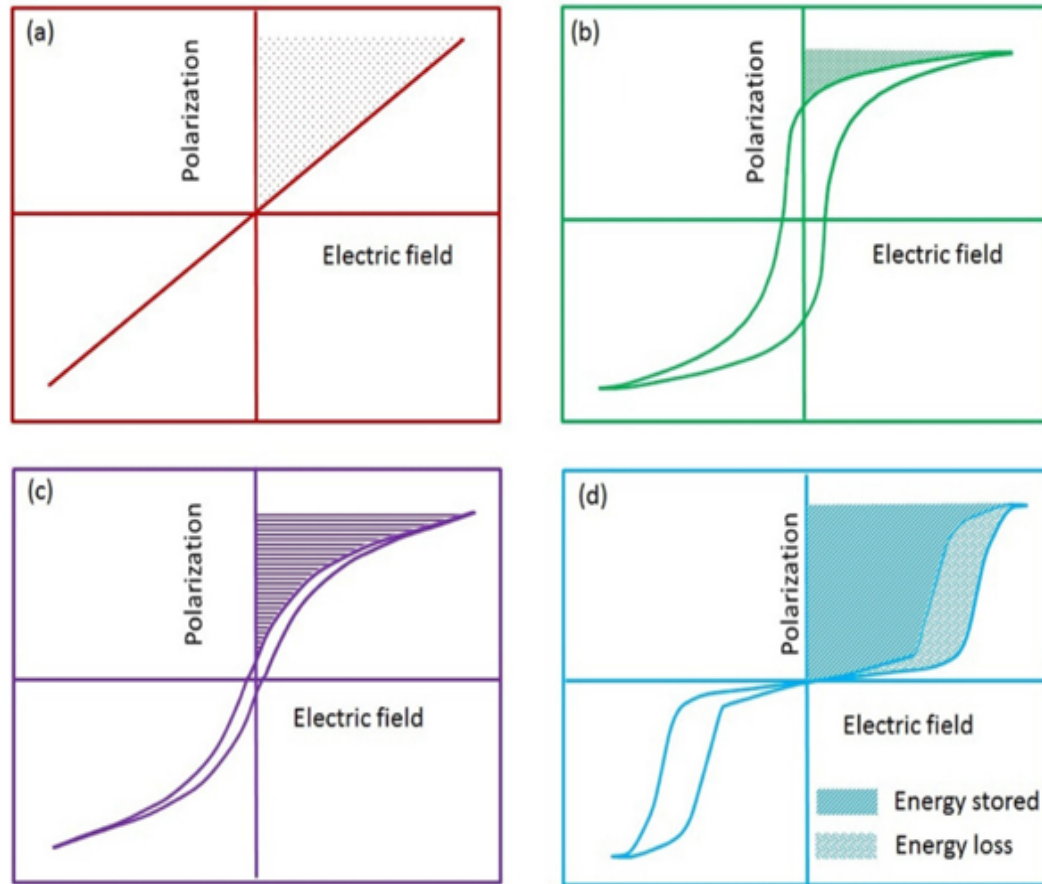 (a)
Polarization
Electric field
(b)
Polarization
Electric field
(c)
Polarization
Electric field
(d)
Polarization
Electric field
Energy stored
Energy loss